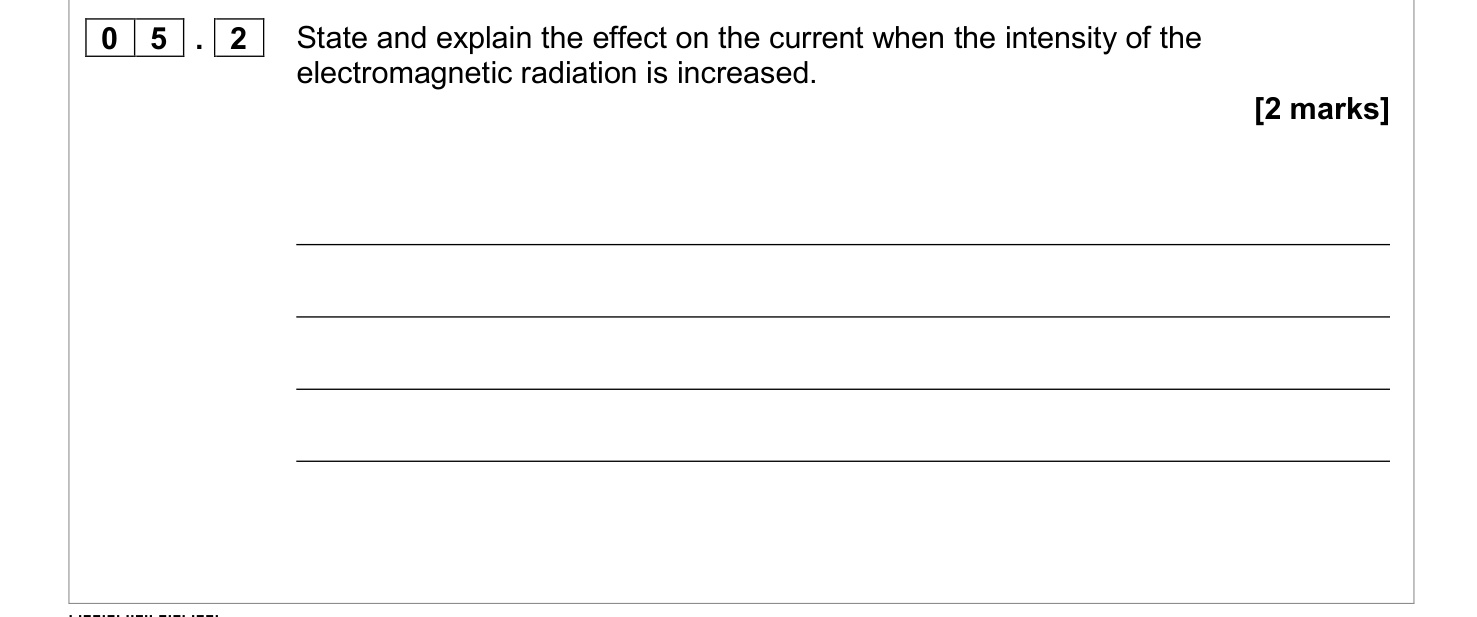 0 5 . 2 State and explain the effect on the current when the intensity of the
electromagnetic radiation is increased.
[2 marks]